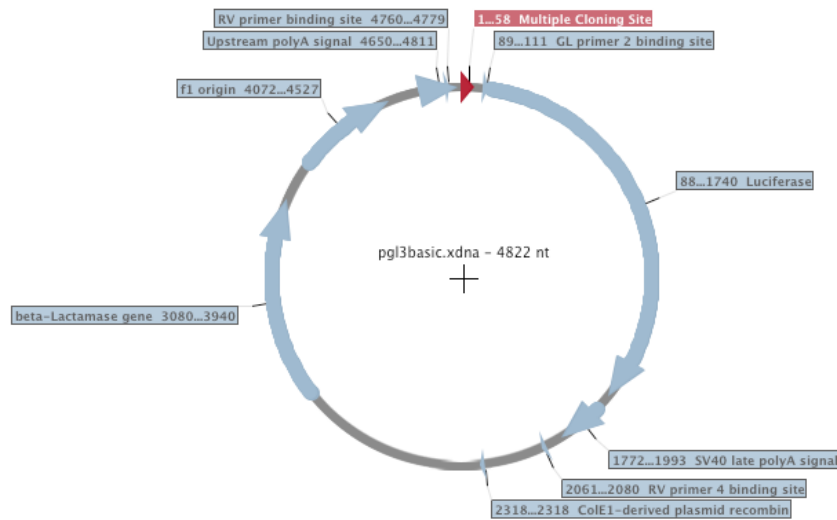 RV primer binding site 4760...4779
1...58 Multiple Cloning Site
Upstream polyA signal 4650...4811
89...111 GL primer 2 binding site
f1 origin 4072...4527
88...1740 Luciferase
pgl3basic.xdna - 4822 nt
beta-Lactamase gene 3080...3940
1772...1993 SV40 late polyA signal
2061...2080 RV primer 4 binding site
2318...2318 ColE1-derived plasmid recombin